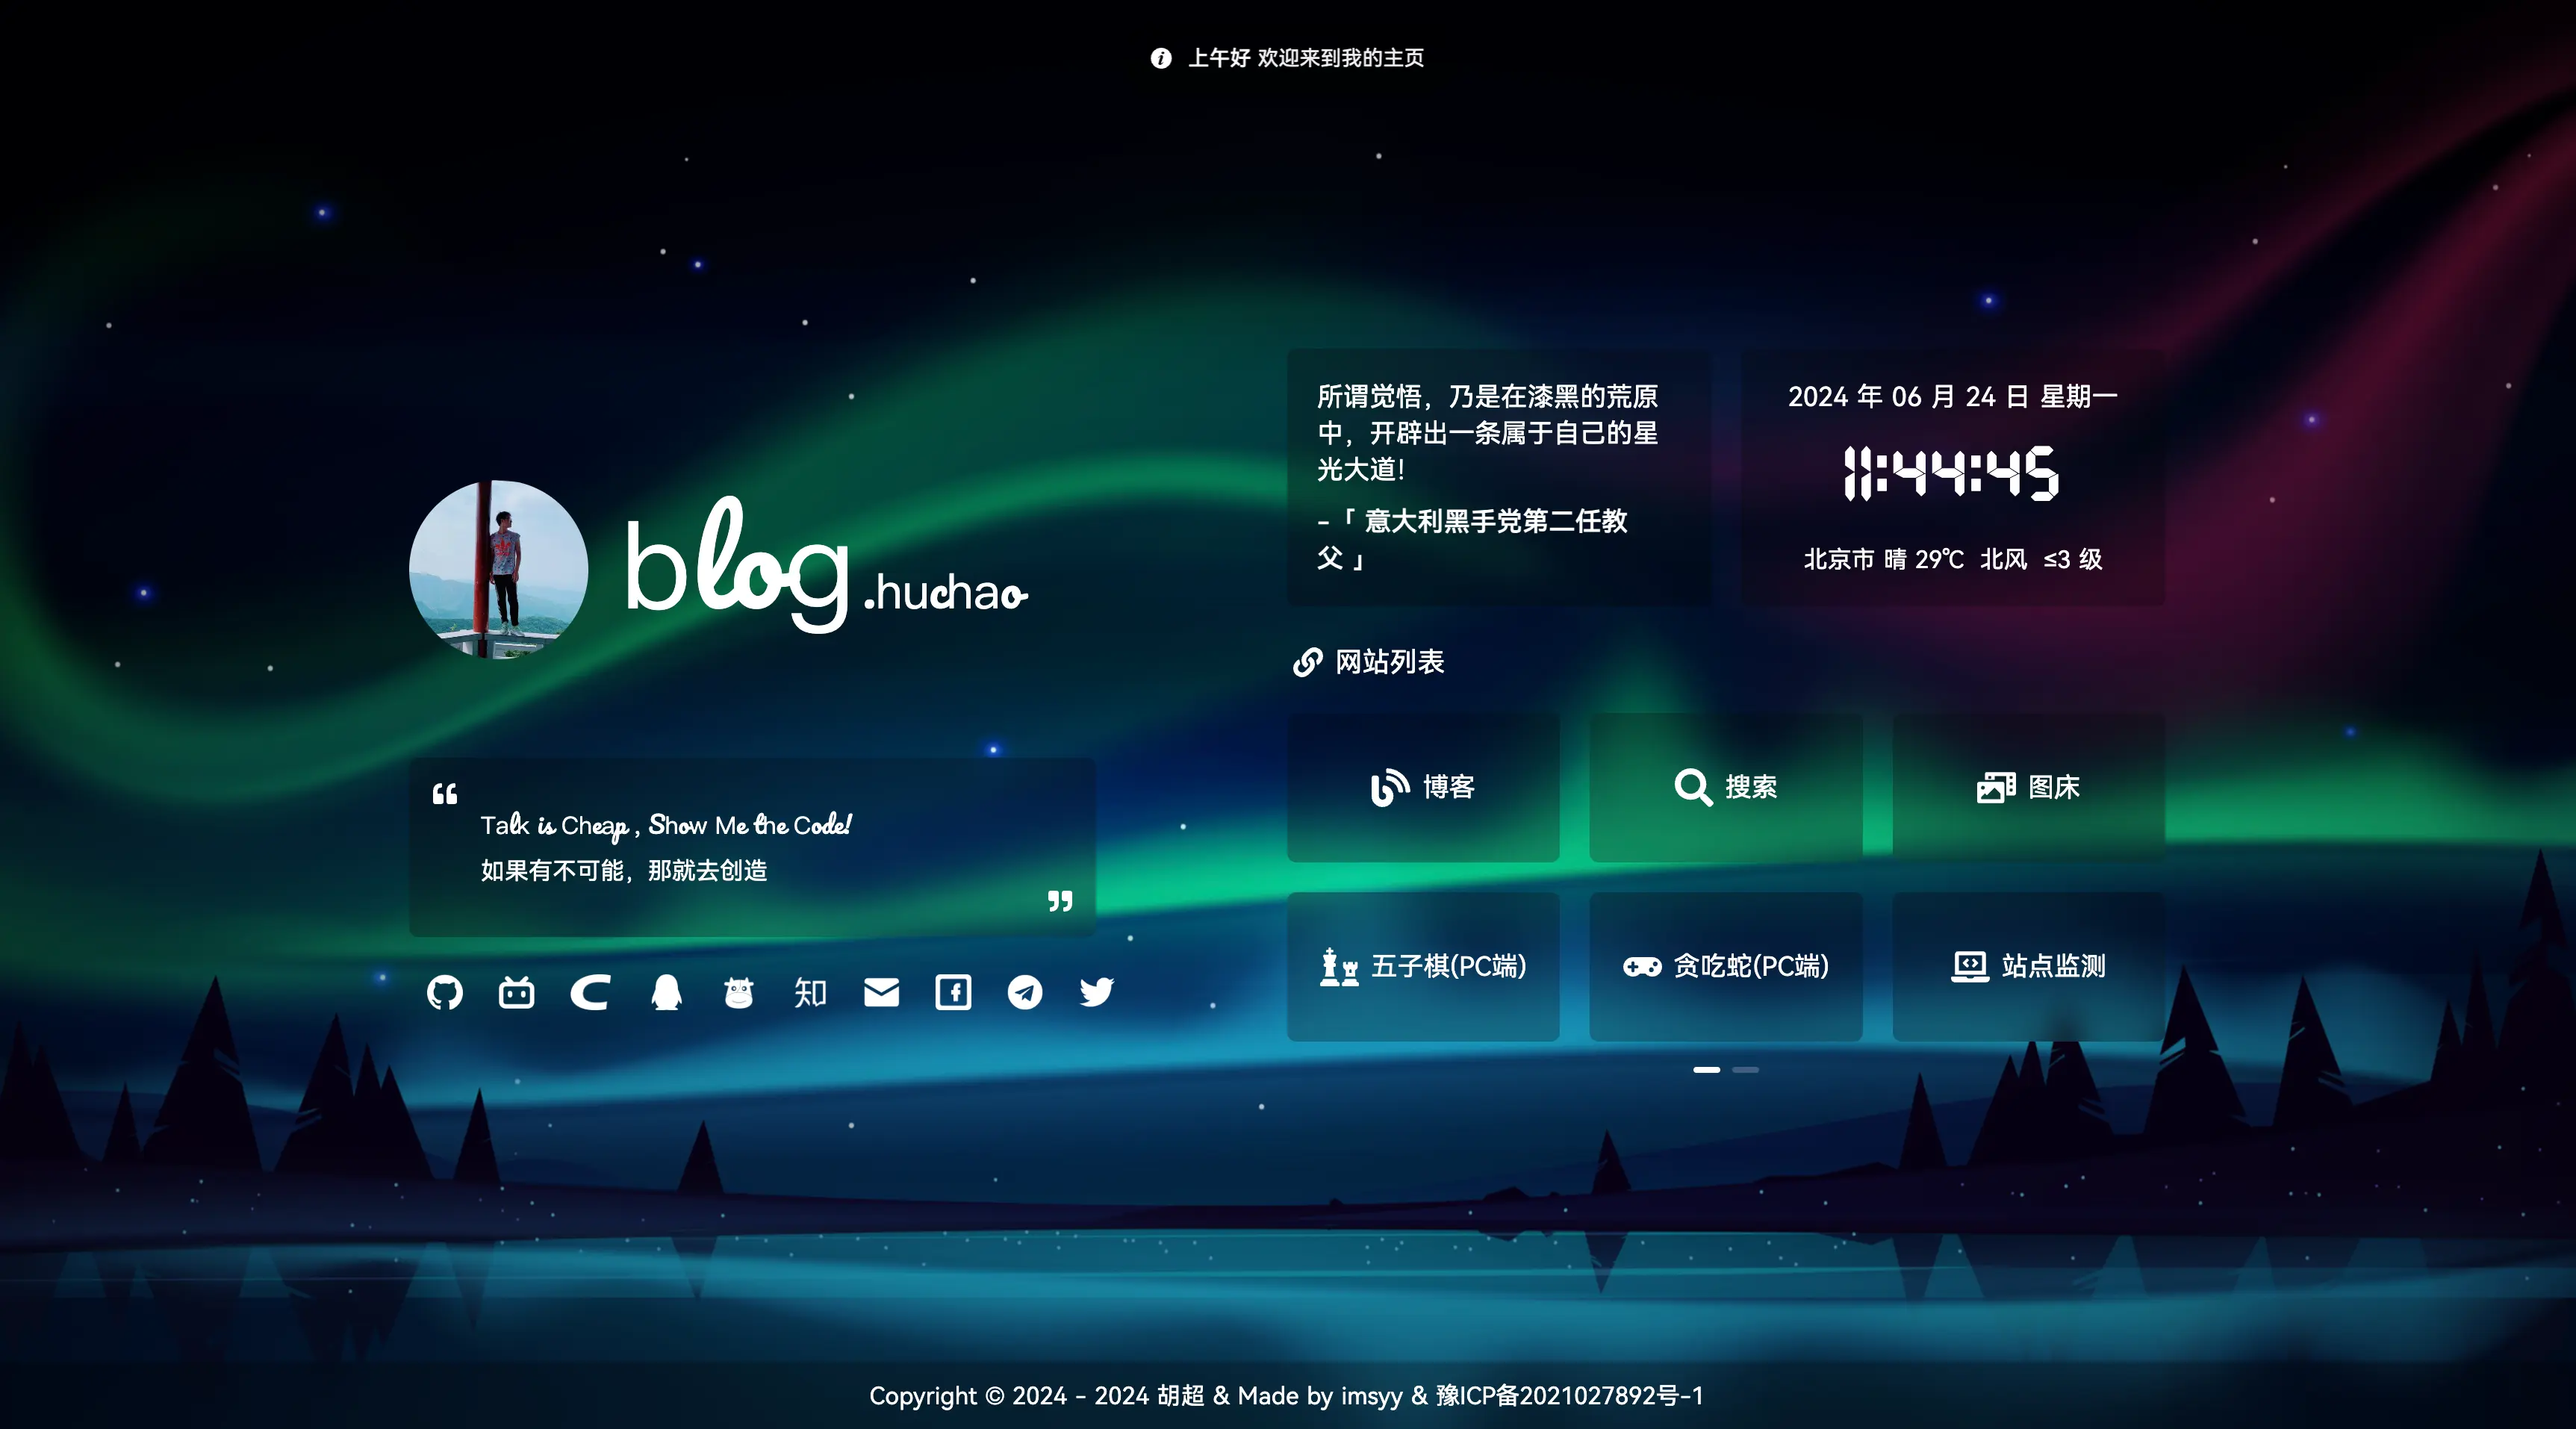 上午好 欢迎来到我的主页
blog.huchao
Talk is Cheap , Show Me the Code!
如果有不可能，那就去创造
知
所谓觉悟，乃是在漆黑的荒原
中，开辟出一条属于自己的星
光大道！
-「 意大利黑手党第二任教
父 」
2024 年 06 月 24 日 星期一
11:44:45
北京市 晴 29℃ 北风 ≤3 级
网站列表
博客
搜索
图床
五子棋(PC端)
贪吃蛇(PC端)
站点监测
Copyright © 2024 - 2024 胡超 & Made by imsyy & 豫ICP备2021027892号-1